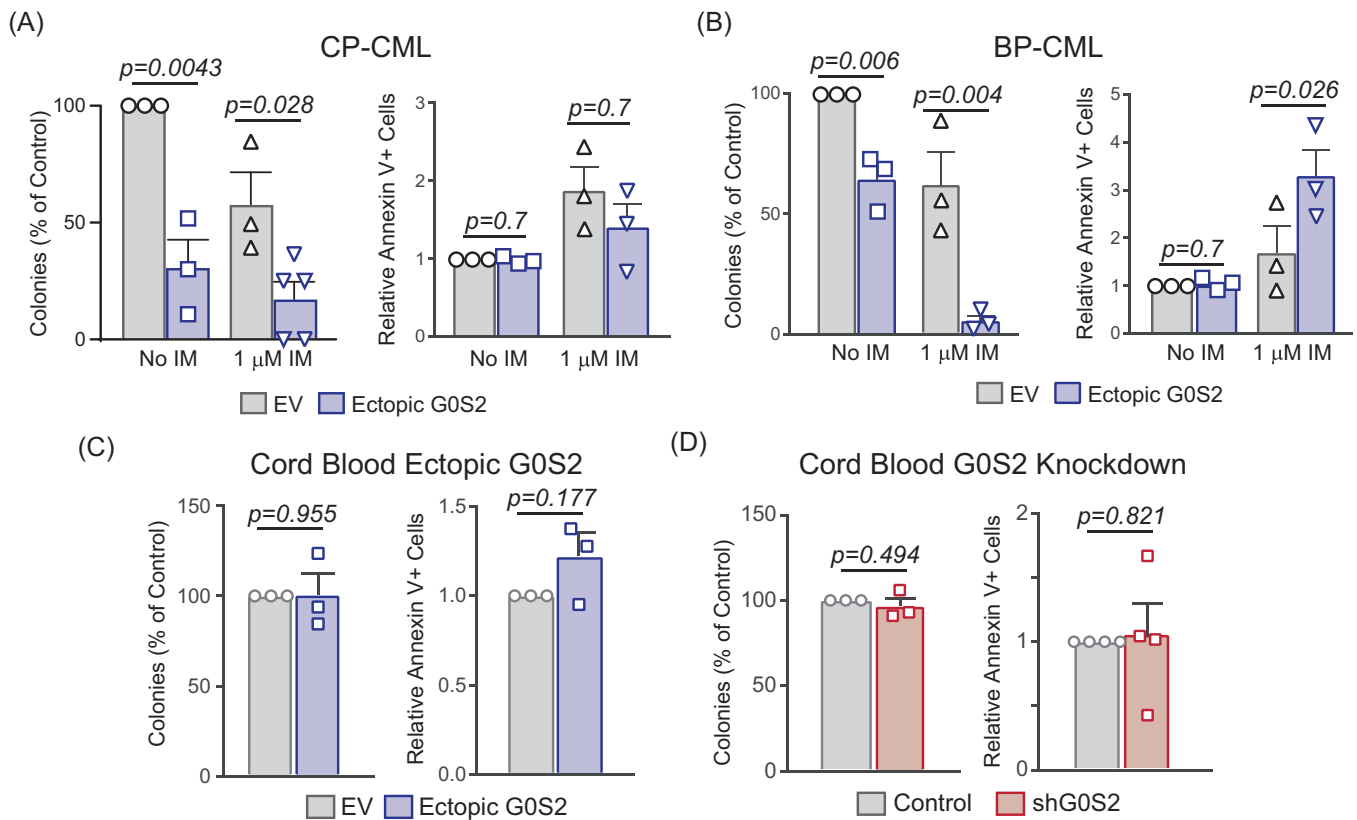 (A)
CP-CML
p=0.0043
p=0.028
Colonies (% of Control)
100
50
0
No IM
1 μM IM
p=0.7
p=0.7
Relative Annexin V+ Cells
3
2
1
0
No IM
1 μM IM
EV
Ectopic G0S2
(B)
BP-CML
p=0.006
p=0.004
Colonies (% of Control)
100
50
0
No IM
1 μM IM
p=0.026
p=0.7
Relative Annexin V+ Cells
5
4
3
2
1
0
No IM
1 μM IM
EV
Ectopic G0S2
(C)
Cord Blood Ectopic G0S2
p=0.955
Colonies (% of Control)
150
100
50
0
p=0.177
Relative Annexin V+ Cells
1.5
1.0
0.5
0.0
EV
Ectopic G0S2
(D)
Cord Blood G0S2 Knockdown
p=0.494
Colonies (% of Control)
150
100
50
0
p=0.821
Relative Annexin V+ Cells
2
1
0
Control
shG0S2